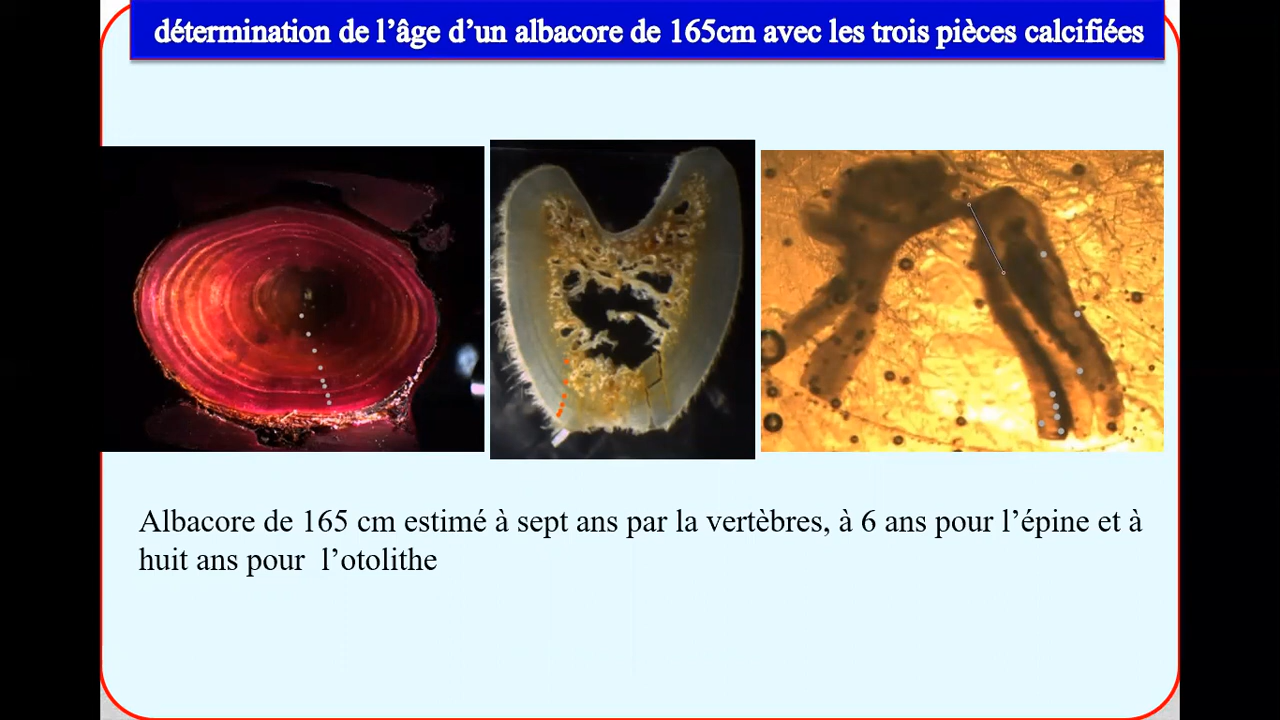 détermination de l’âge d’un albacore de 165cm avec les trois pièces calcifiées
Albacore de 165 cm estimé à sept ans par la vertèbres, à 6 ans pour l’épine et à
huit ans pour l’otolithe